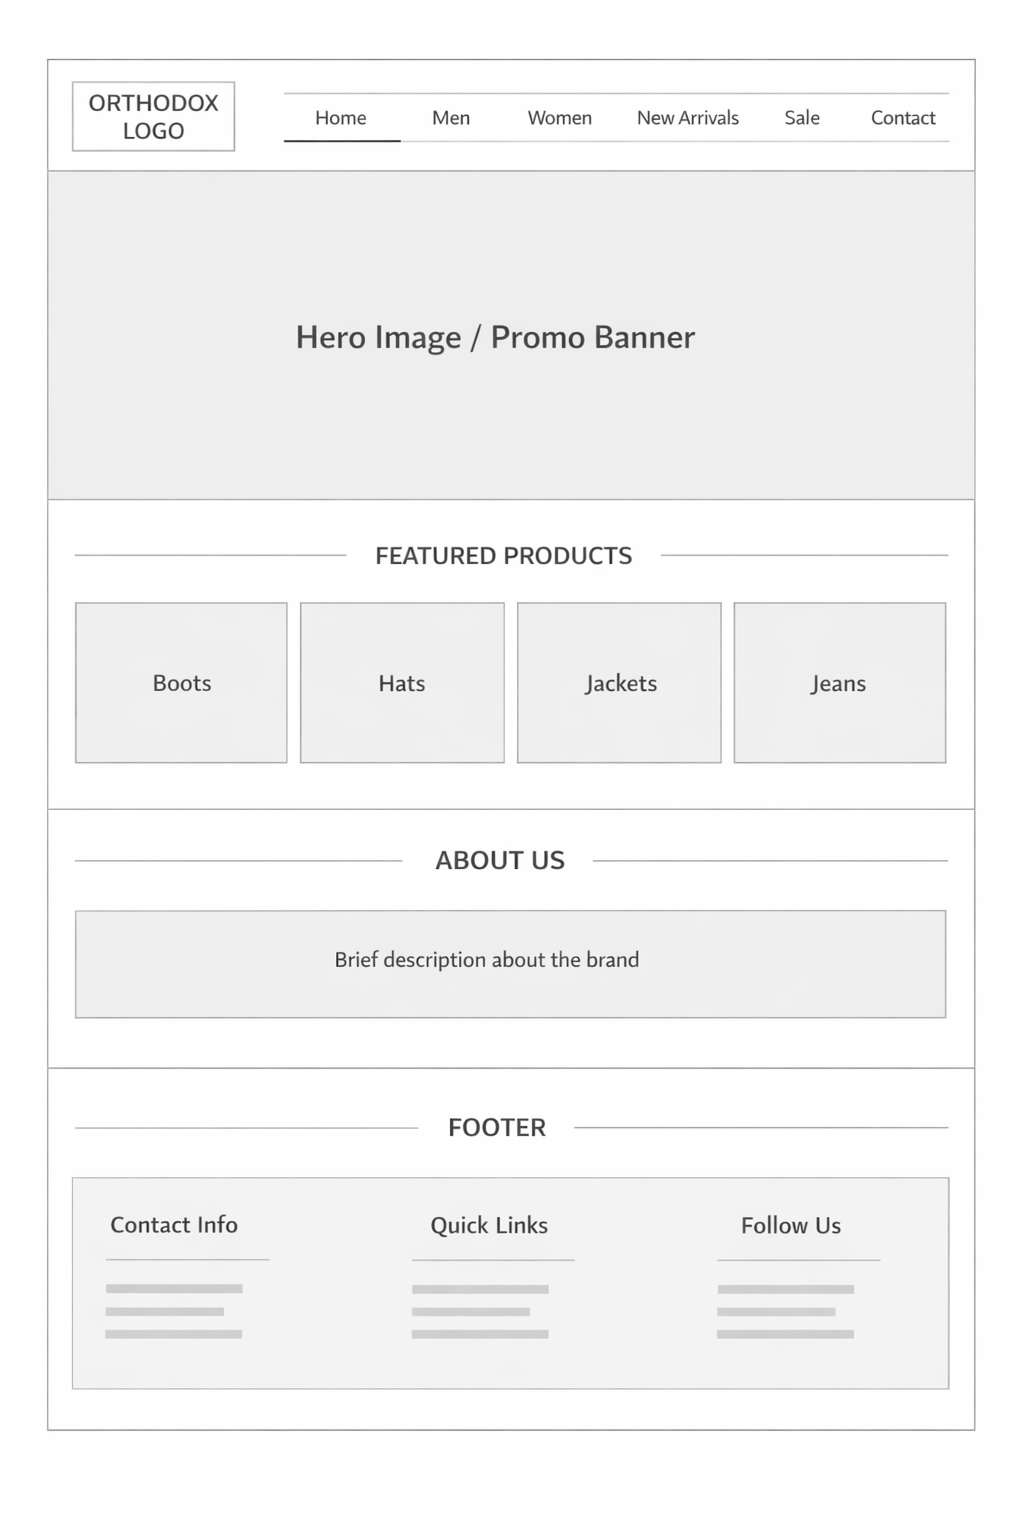 ORTHODOX
LOGO
Home Men Women New Arrivals Sale Contact
Hero Image / Promo Banner
FEATURED PRODUCTS
Boots Hats Jackets Jeans
ABOUT US
Brief description about the brand
FOOTER
Contact Info Quick Links Follow Us